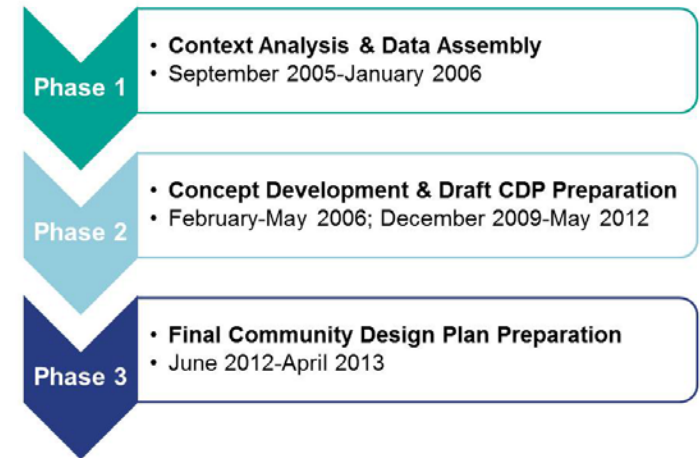 Phase 1
• Context Analysis & Data Assembly
• September 2005-January 2006
Phase 2
• Concept Development & Draft CDP Preparation
• February-May 2006; December 2009-May 2012
Phase 3
• Final Community Design Plan Preparation
• June 2012-April 2013